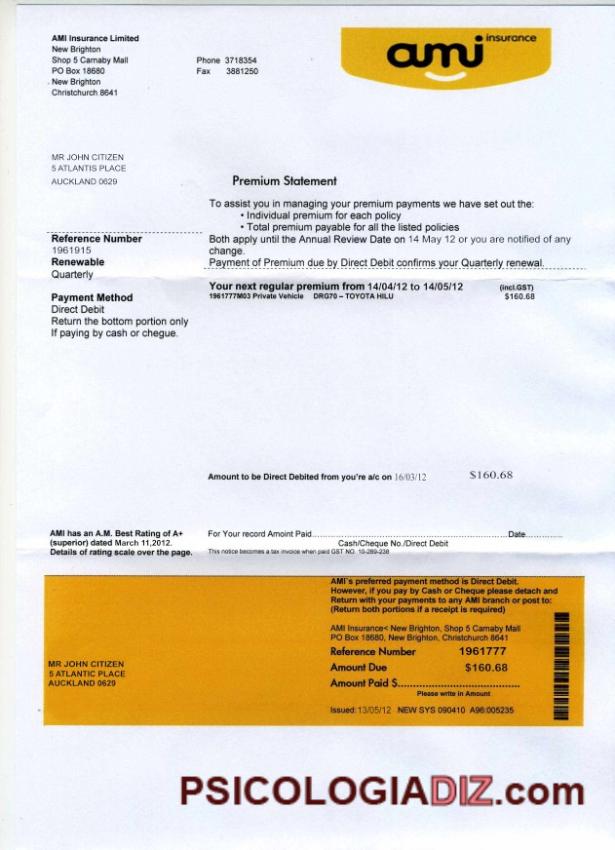 AMI Insurance Limited
New Brighton
Shop 5 Carnaby Mall
PO Box 18680
New Brighton
Christchurch 8641
Phone 3718354
Fax 3881250
ami insurance
MR JOHN CITIZEN
5 ATLANTIS PLACE
AUCKLAND 0629
Premium Statement
To assist you in managing your premium payments we have set out the:
• Individual premium for each policy
• Total premium payable for all the listed policies
Both apply until the Annual Review Date on 14 May 12 or you are notified of any
change.
Payment of Premium due by Direct Debit confirms your Quarterly renewal.
Reference Number
1961915
Renewable
Quarterly
Payment Method
Direct Debit
Return the bottom portion only
If paying by cash or chegue.
Your next regular premium from 14/04/12 to 14/05/12 (incl.GST)
1961777M03 Private Vehicle DRG70 – TOYOTA HILU $160.68
Amount to be Direct Debited from you're a/c on 16/03/12 $160.68
AMI has an A.M. Best Rating of A+
(superior) dated March 11,2012.
Details of rating scale over the page.
For Your record Amoint Paid..........Date..........
Cash/Cheque No./Direct Debit
This notice becomes a tax invoice when paid GST NO. 10-269-238
AMI's preferred payment method is Direct Debit.
However, if you pay by Cash or Cheque please detach and
Return with your payments to any AMI branch or post to:
(Return both portions if a receipt is required)
AMI Insurance< New Brighton, Shop 5 Carnaby Mall
PO Box 18680, New Brighton, Christchurch 8641
Reference Number 1961777
Amount Due $160.68
Amount Paid $..........
Please write in Amount
Issued: 13/05/12 NEW SYS 090410 A96:005235
MR JOHN CITIZEN
5 ATLANTIC PLACE
AUCKLAND 0629
PSICOLOGIADIZ.com